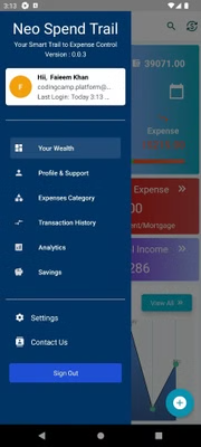 3:13
Neo Spend Trail
Your Smart Trail to Expense Control
Version : 0.0.3
39071.00
F
Hii, Faieem Khan
codingcamp.platform@...
Last Login: Today 3:13 ...
Expense
Your Wealth
Profile & Support
Expense
Expenses Category
00
ent/Mortgage
Transaction History
l Income
Analytics
286
Savings
View All
Settings
Contact Us
Sign Out